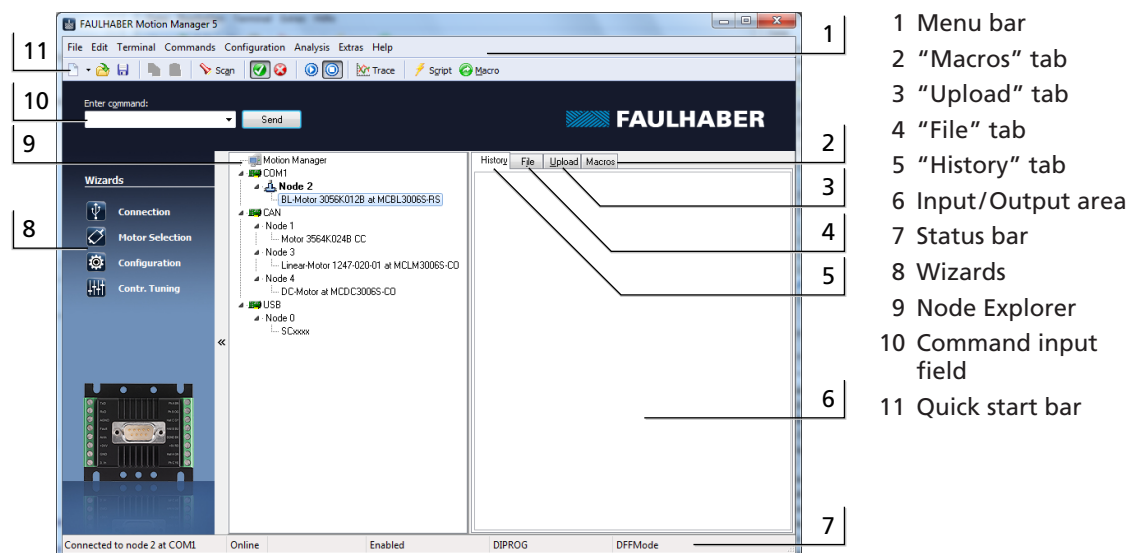 FAULHABER Motion Manager 5
File Edit Terminal Commands Configuration Analysis Extras Help
Scan Trace Script Macro
Enter command:
Send
FAULHABER
Wizards
Connection
Motor Selection
Configuration
Contr. Tuning
«
Motion Manager
COM1
Node 2
BL-Motor 3056K012B at MCBL3006S-RS
CAN
Node 1
Motor 3564K024B CC
Node 3
Linear-Motor 1247-020-01 at MCLM3006S-CO
Node 4
DC-Motor at MCDC3006S-CO
USB
Node 0
SCxxxx
History File Upload Macros
Connected to node 2 at COM1 Online Enabled DIPROG DFFMode
11
10
9
8
1
2
3
4
5
6
7
1 Menu bar
2 “Macros” tab
3 “Upload” tab
4 “File” tab
5 “History” tab
6 Input/Output area
7 Status bar
8 Wizards
9 Node Explorer
10 Command input
field
11 Quick start bar